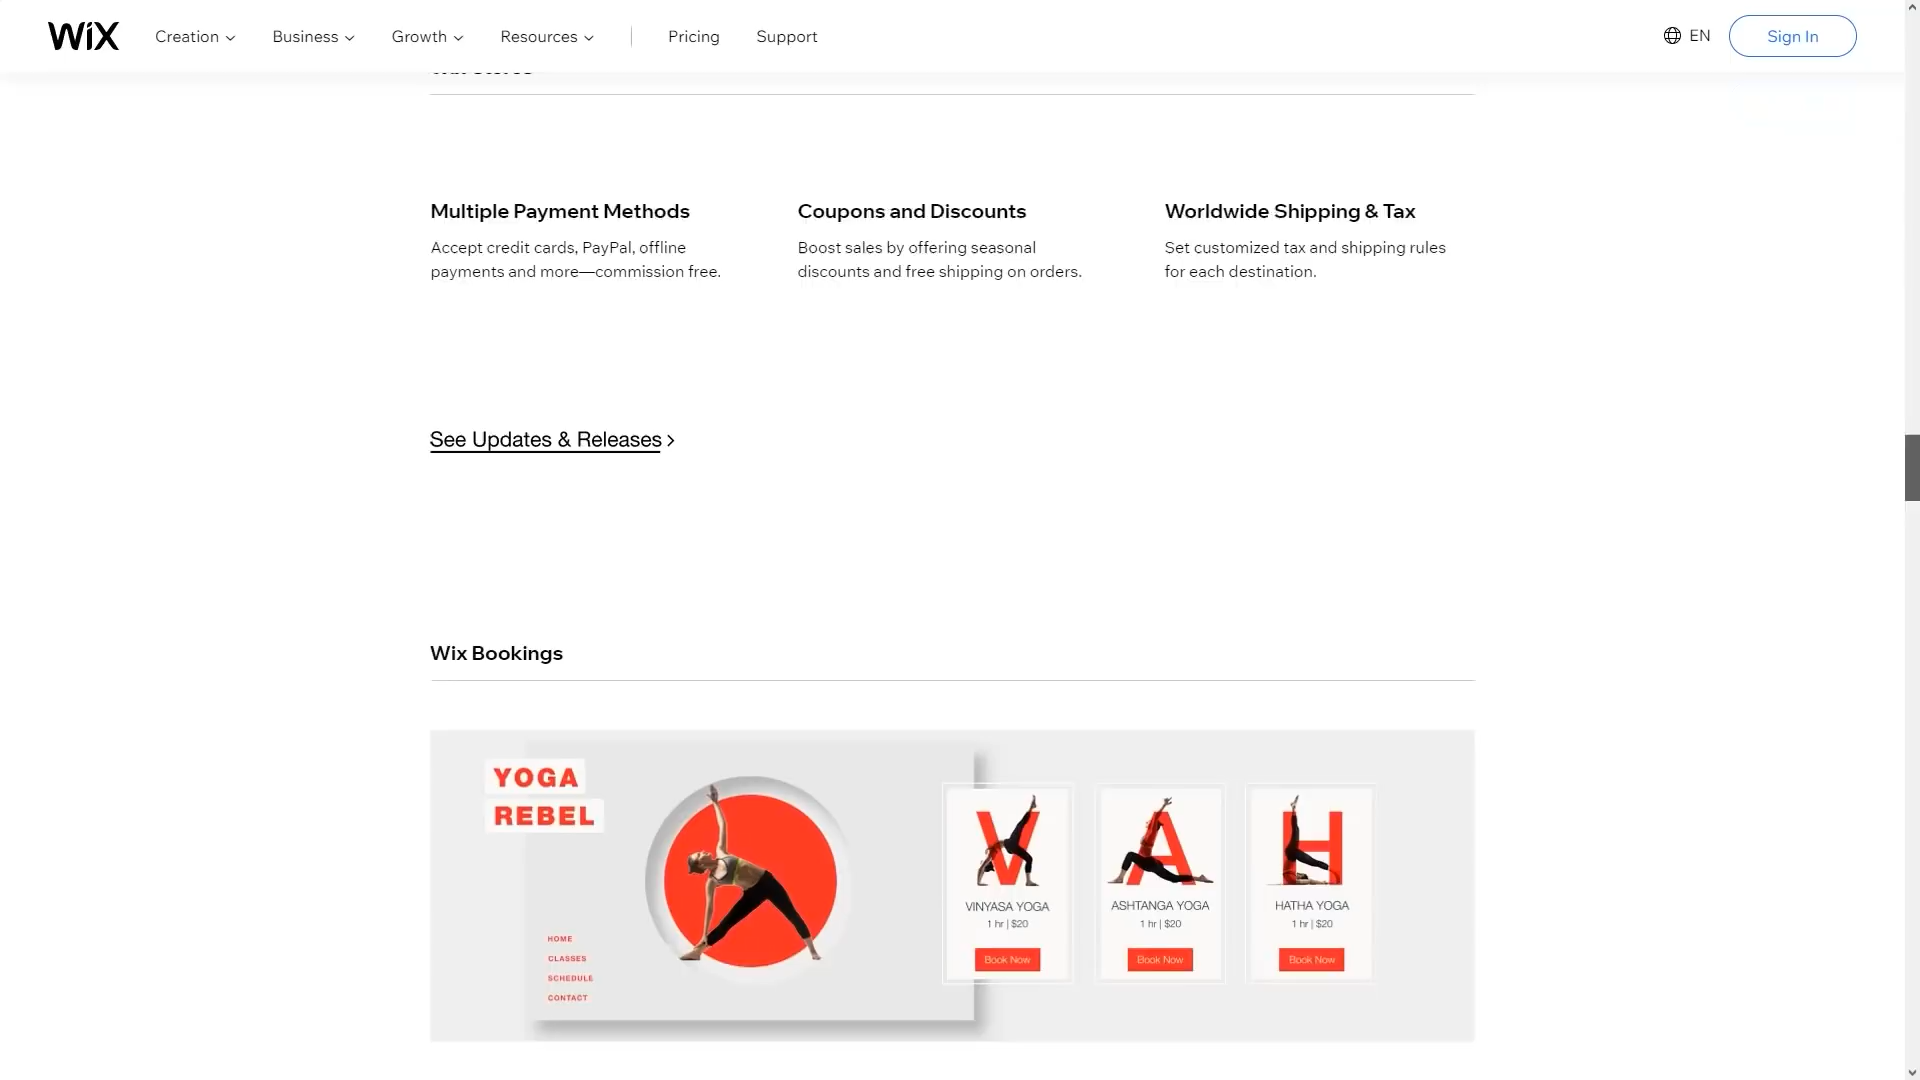 WiX
Creation
Business
Growth
Resources
Pricing
Support
EN
Sign In
Multiple Payment Methods
Accept credit cards, PayPal, offline
payments and more—commission free.
Coupons and Discounts
Boost sales by offering seasonal
discounts and free shipping on orders.
Worldwide Shipping & Tax
Set customized tax and shipping rules
for each destination.
See Updates & Releases >
Wix Bookings
YOGA
REBEL
HOME
CLASSES
SCHEDULE
CONTACT
V
VINYASA YOGA
1 hr | $20
Book Now
A
ASHTANGA YOGA
1 hr | $20
Book Now
H
HATHA YOGA
1 hr | $20
Book Now